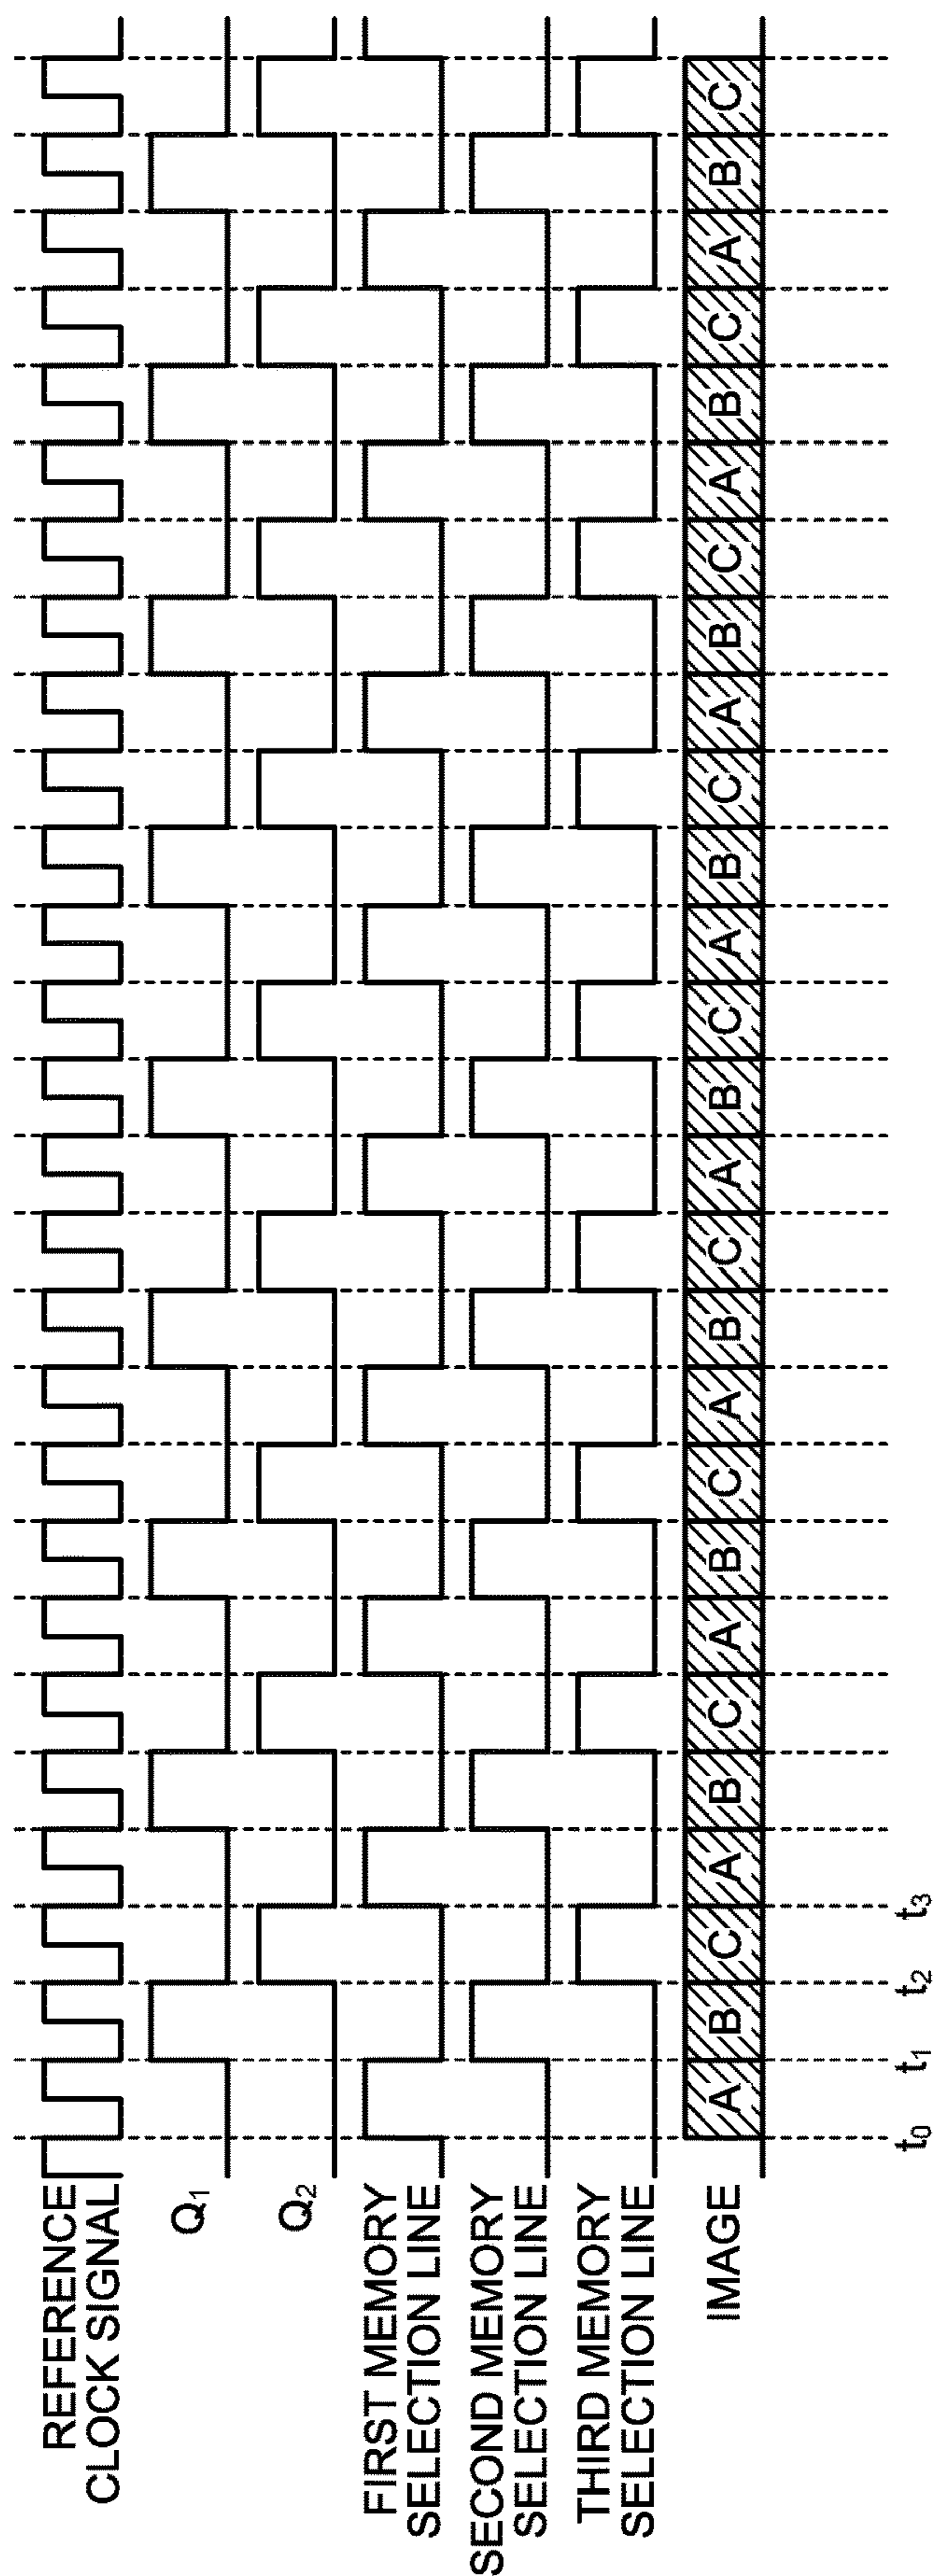 REFERENCE
CLOCK SIGNAL
Q₁
Q₂
FIRST MEMORY
SELECTION LINE
SECOND MEMORY
SELECTION LINE
THIRD MEMORY
SELECTION LINE
IMAGE
A B C A B C A B C A B C A B C A B C A B C A B C A B C
t₀ t₁ t₂ t₃